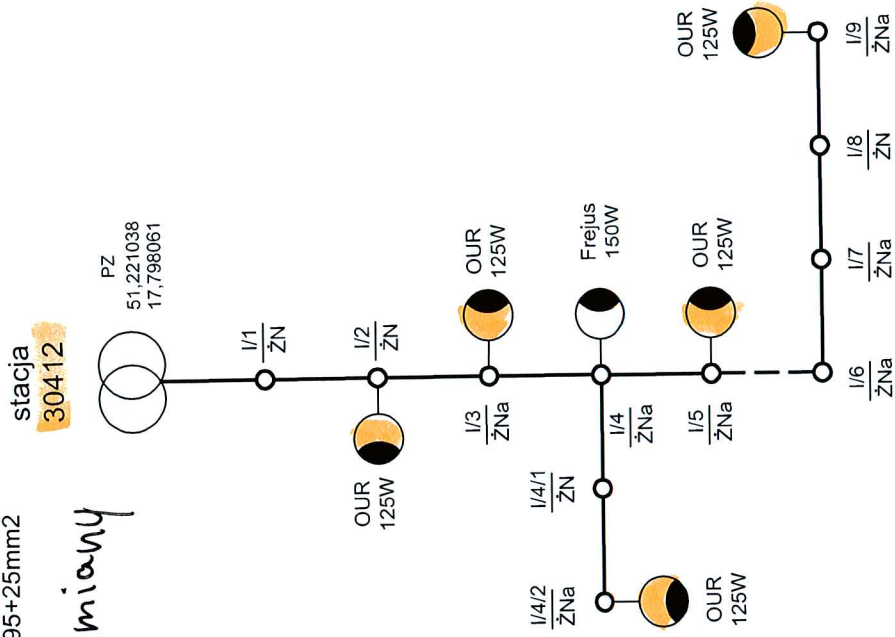 95+25mm2
miany
stacja
30412
PZ
51,221038
17,798061
I/1
ŻN
I/2
ŻN
OUR
125W
I/3
ŻNa
OUR
125W
I/4
ŻNa
Frejus
150W
I/4/1
ŻN
I/4/2
ŻNa
OUR
125W
I/5
ŻNa
OUR
125W
I/6
ŻNa
I/7
ŻNa
I/8
ŻN
I/9
ŻNa
OUR
125W